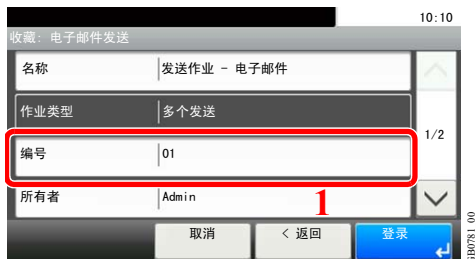 10:10
收藏: 电子邮件发送
名称 发送作业 - 电子邮件
作业类型 多个发送
1/2
编号 01
所有者 Admin
1
取消 < 返回 登录
GB0781_00